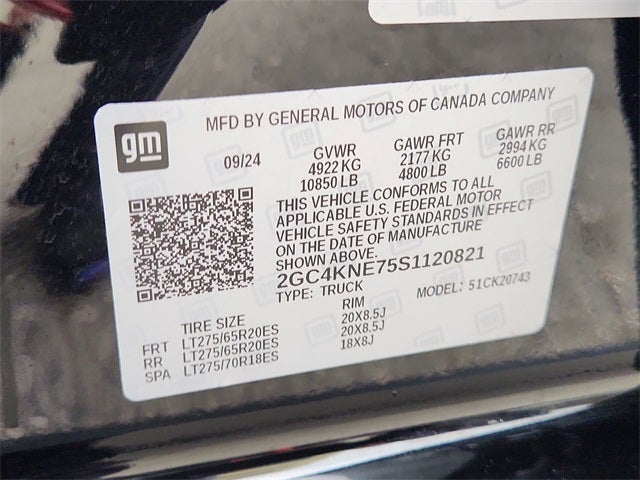 MFD BY GENERAL MOTORS OF CANADA COMPANY
gm
09/24
GVWR GAWR FRT GAWR RR
4922 KG 2177 KG 2994 KG
10850 LB 4800 LB 6600 LB
THIS VEHICLE CONFORMS TO ALL
APPLICABLE U.S. FEDERAL MOTOR
VEHICLE SAFETY STANDARDS IN EFFECT
ON THE DATE OF MANUFACTURE
SHOWN ABOVE.
2GC4KNE75S1120821
TYPE: TRUCK MODEL: 51CK20743
TIRE SIZE RIM
FRT LT275/65R20ES 20X8.5J
RR LT275/65R20ES 20X8.5J
SPA LT275/70R18ES 18X8J